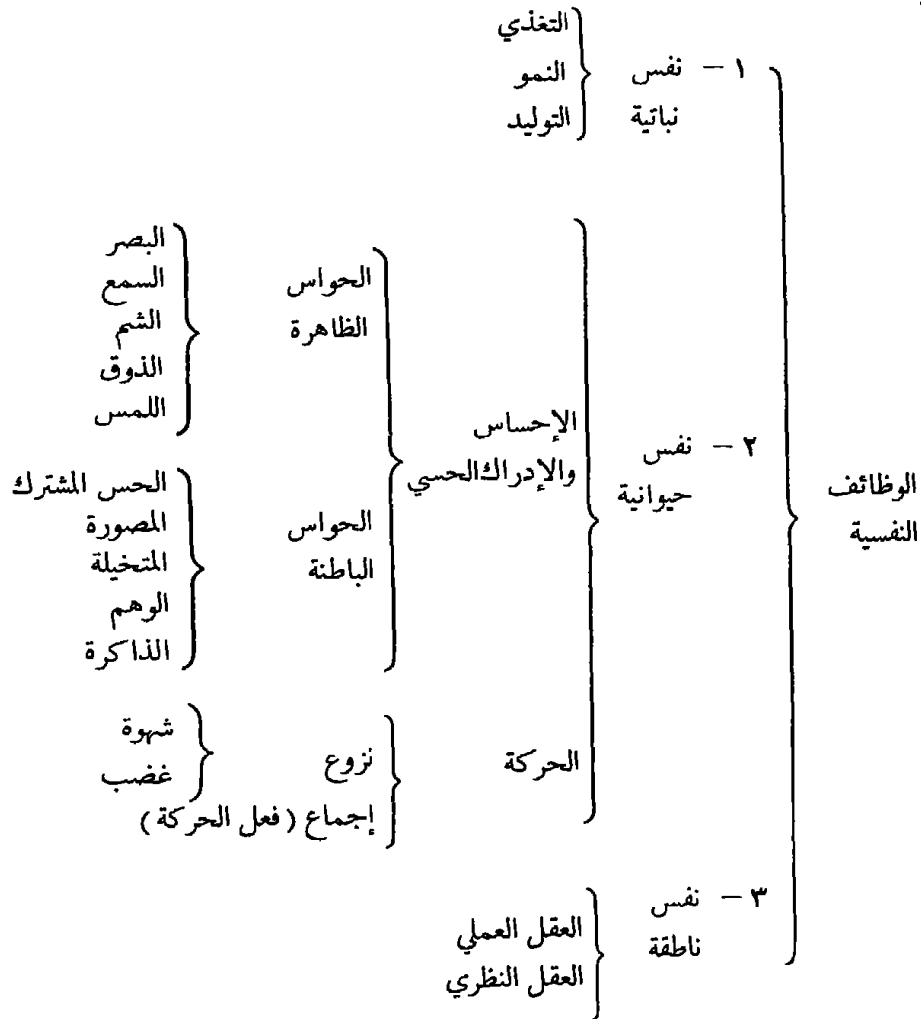 الوظائف
النفسية
١ – نفس
نباتية
التغذي
النمو
التوليد
٢ – نفس
حيوانية
الإحساس
والإدراك الحسي
الحواس
الظاهرة
البصر
السمع
الشم
الذوق
اللمس
الحواس
الباطنة
الحس المشترك
المصورة
المتخيلة
الوهم
الذاكرة
الحركة
نزوع
شهوة
غضب
إجماع (فعل الحركة)
٣ – نفس
ناطقة
العقل العملي
العقل النظري